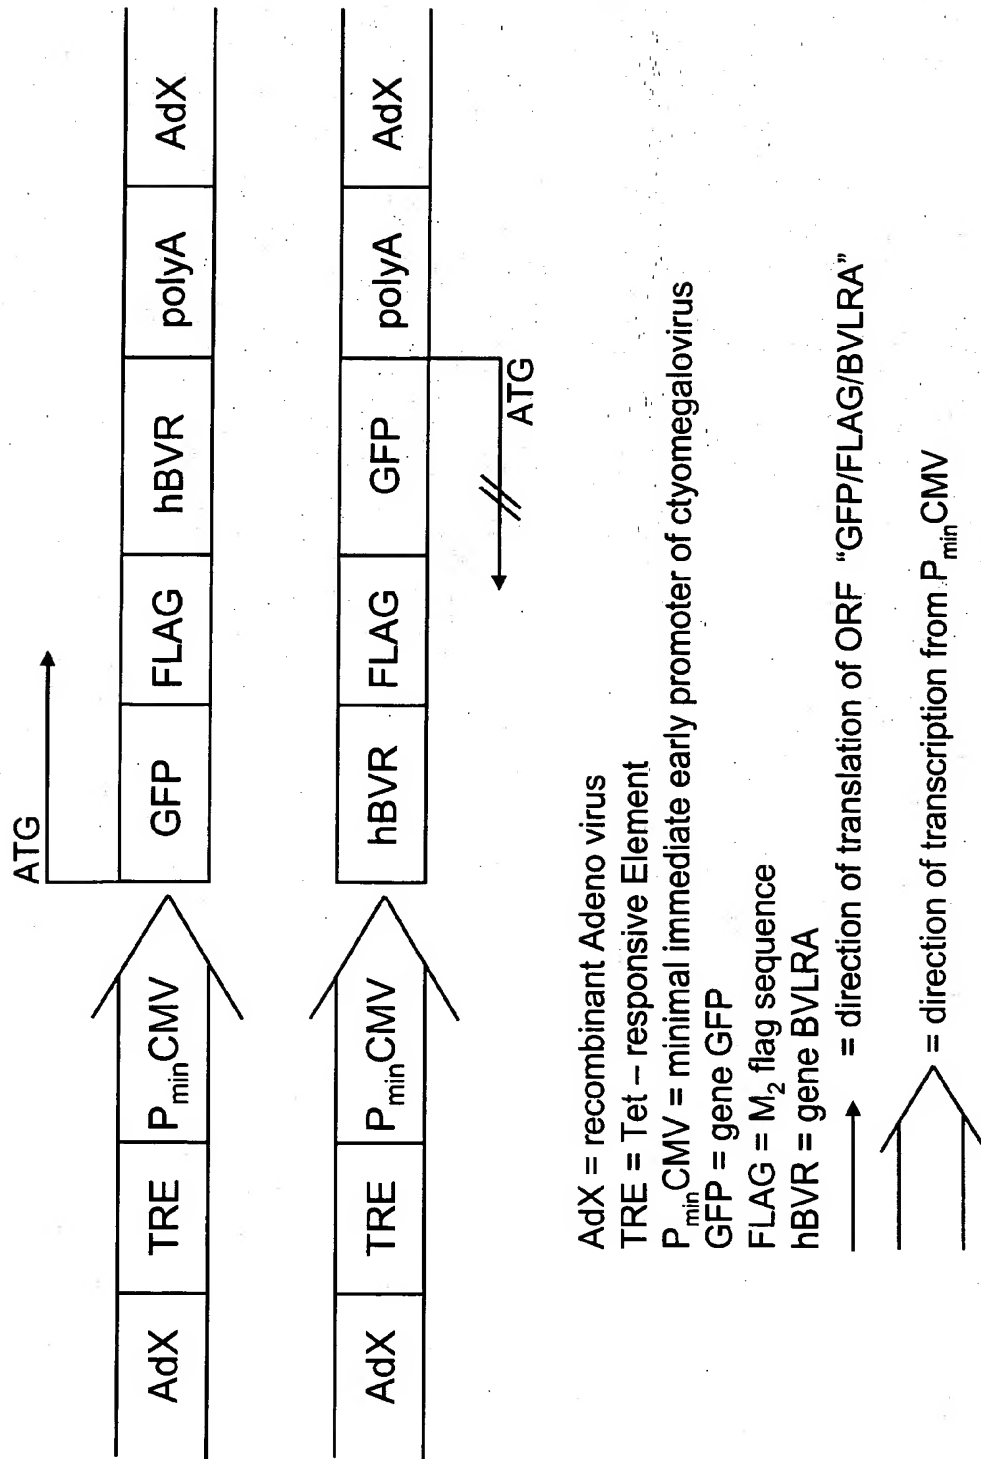 ATG
AdX TRE PminCMV GFP FLAG hBVR polyA AdX
AdX TRE PminCMV hBVR FLAG GFP polyA AdX
ATG
AdX = recombinant Adeno virus
TRE = Tet – responsive Element
PminCMV = minimal immediate early promoter of ctyomegalovirus
GFP = gene GFP
FLAG = M2 flag sequence
hBVR = gene BVLRA
= direction of translation of ORF "GFP/FLAG/BVLRA"
= direction of transcription from PminCMV